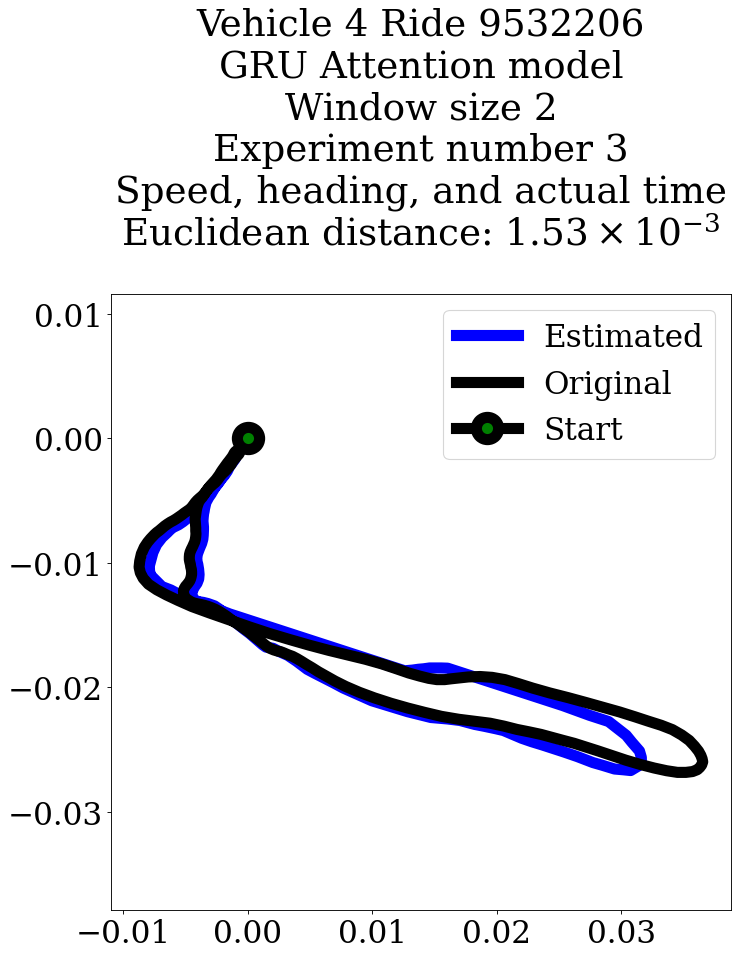 Vehicle 4 Ride 9532206
GRU Attention model
Window size 2
Experiment number 3
Speed, heading, and actual time
Euclidean distance: 1.53 × 10⁻³
0.01
Estimated
Original
Start
0.00
−0.01
−0.02
−0.03
−0.01 0.00 0.01 0.02 0.03